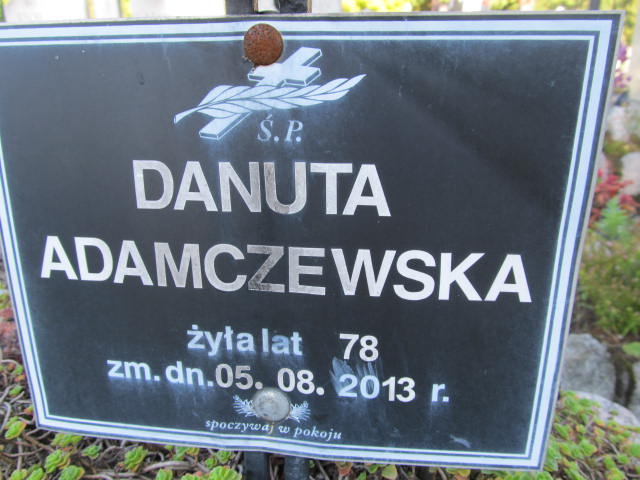 Ś.P.
DANUTA
ADAMCZEWSKA
żyła lat 78
zm. dn. 05. 08. 2013 r.
spoczywaj w pokoju